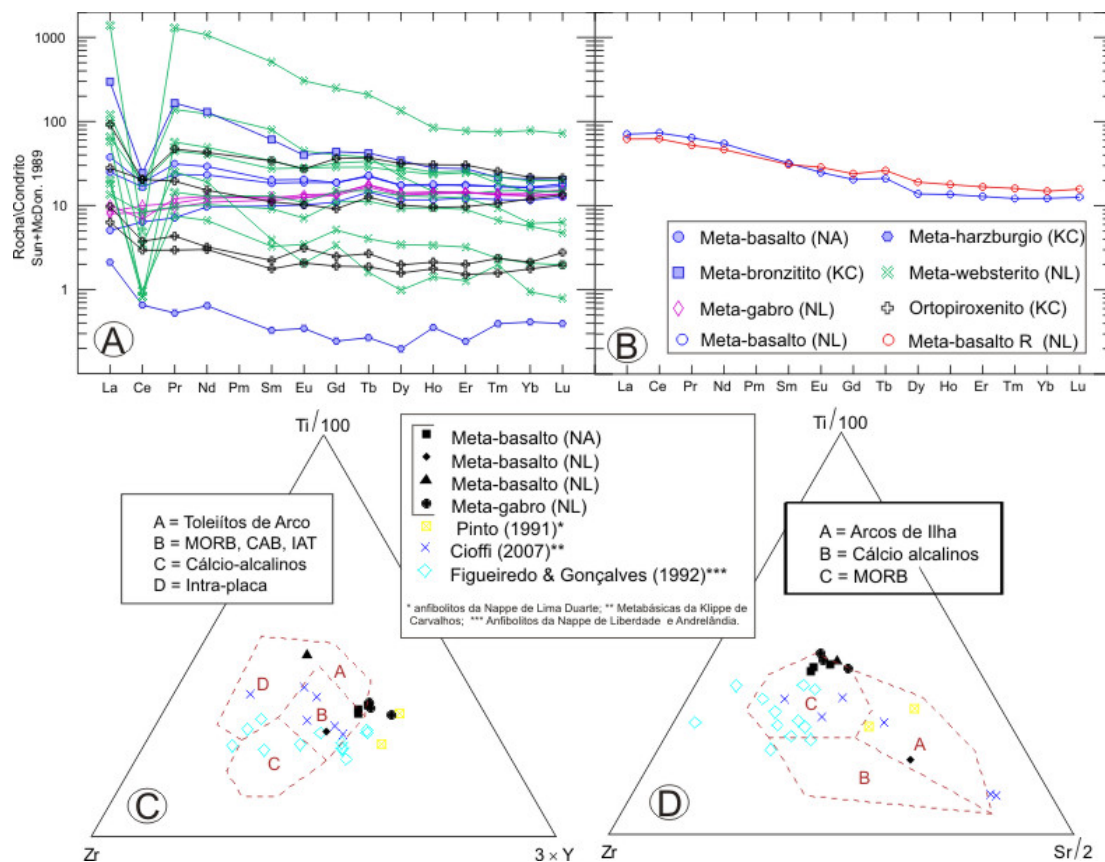 Rocha\Condrito
Sun+McDon. 1989
1000
100
10
1
A
La Ce Pr Nd Pm Sm Eu Gd Tb Dy Ho Er Tm Yb Lu
B
Meta-basalto (NA)
Meta-harzburgio (KC)
Meta-bronzitito (KC)
Meta-websterito (NL)
Meta-gabro (NL)
Ortopiroxenito (KC)
Meta-basalto (NL)
Meta-basalto R (NL)
La Ce Pr Nd Pm Sm Eu Gd Tb Dy Ho Er Tm Yb Lu
Ti/100
A = Toleiítos de Arco
B = MORB, CAB, IAT
C = Cálcio-alcalinos
D = Intra-placa
Meta-basalto (NA)
Meta-basalto (NL)
Meta-basalto (NL)
Meta-gabro (NL)
Pinto (1991)*
Cioffi (2007)**
Figueiredo & Gonçalves (1992)***
* anfibolitos da Nappe de Lima Duarte; ** Metabásicas da Klippe de
Carvalhos; *** Anfibolitos da Nappe de Liberdade e Andrelândia.
Ti/100
A = Arcos de Ilha
B = Cálcio alcalinos
C = MORB
D
A
B
C
C
Zr
3 × Y
C
A
B
D
Zr
Sr/2